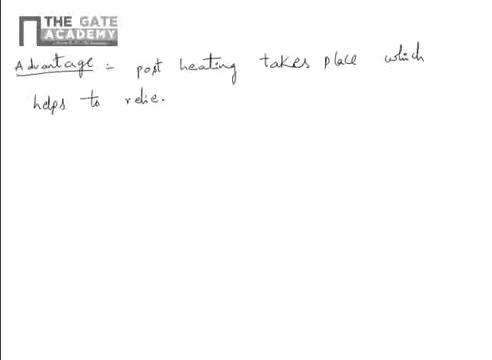 THE GATE
ACADEMY
Advantage :- post heating takes place which
helps to relie